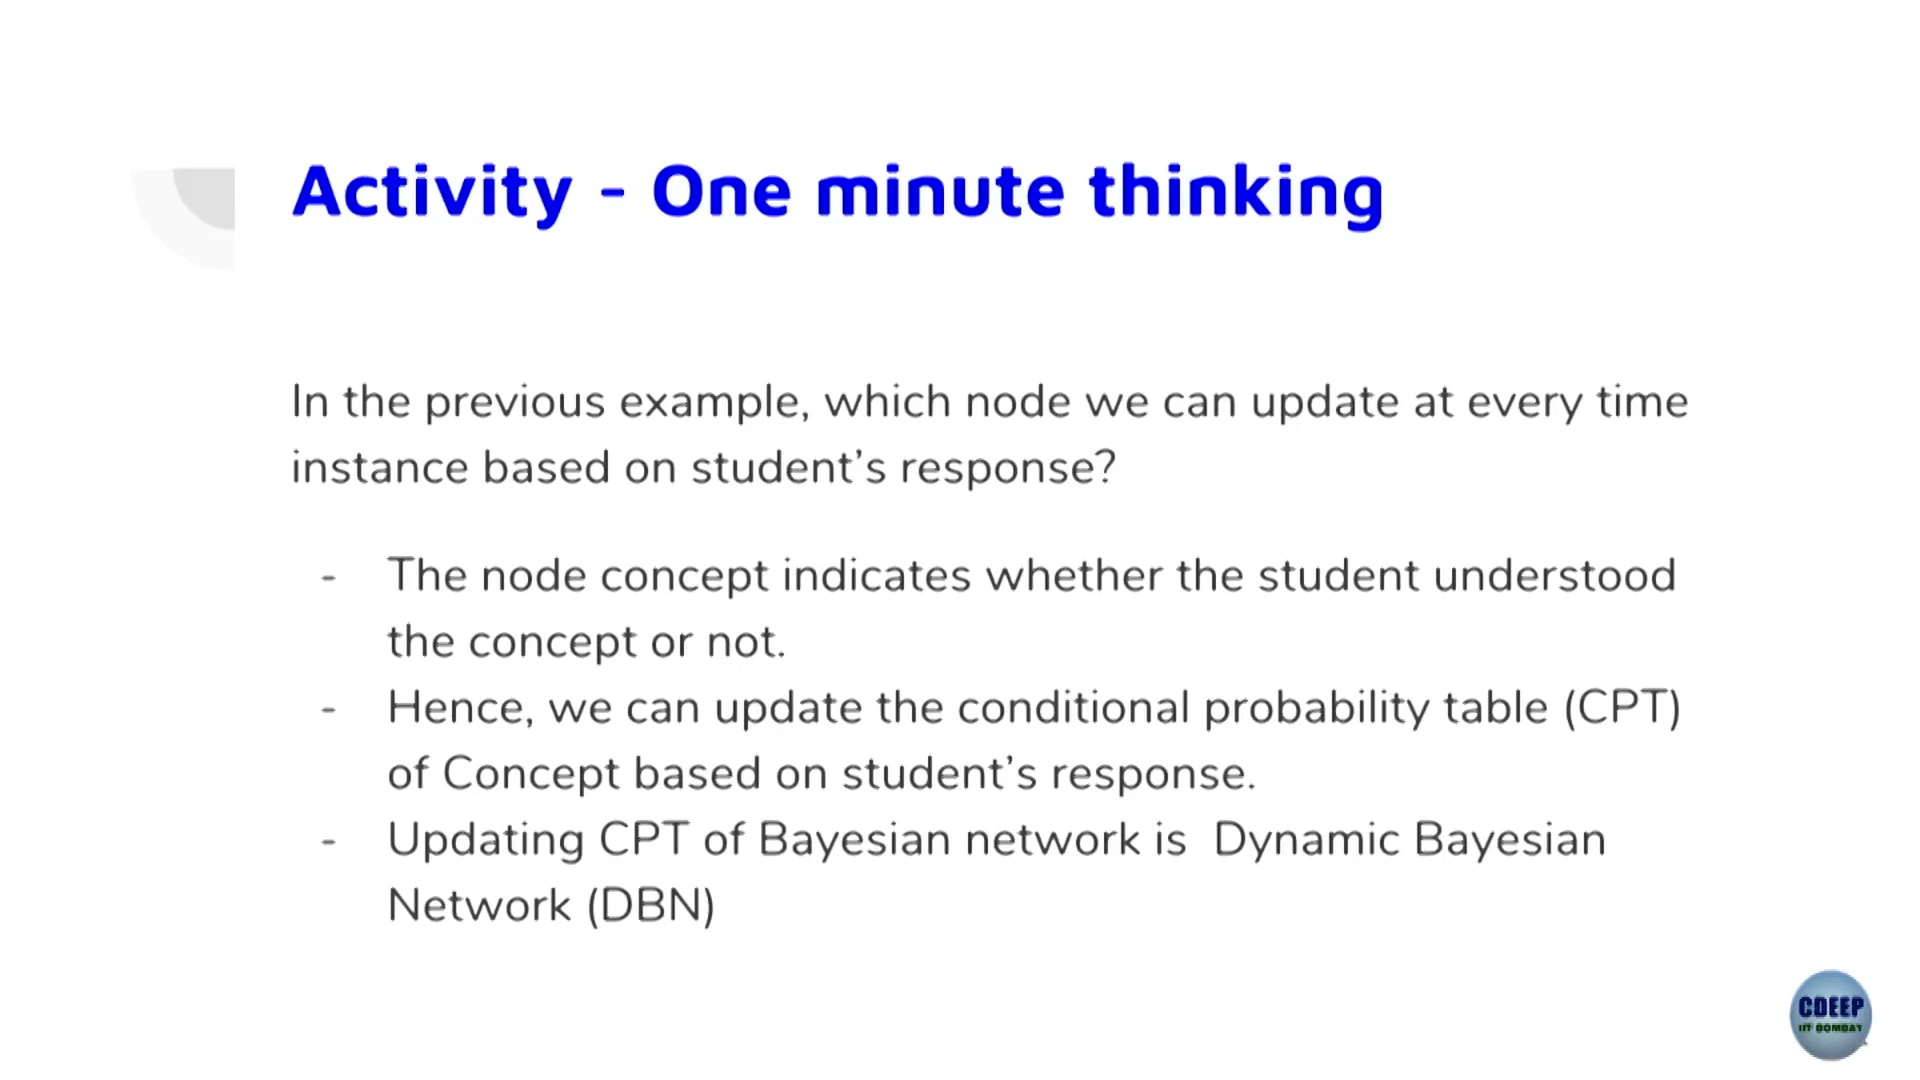 Activity - One minute thinking
In the previous example, which node we can update at every time
instance based on student's response?
- The node concept indicates whether the student understood
the concept or not.
- Hence, we can update the conditional probability table (CPT)
of Concept based on student's response.
- Updating CPT of Bayesian network is Dynamic Bayesian
Network (DBN)
CDEEP
IIT BOMBAY